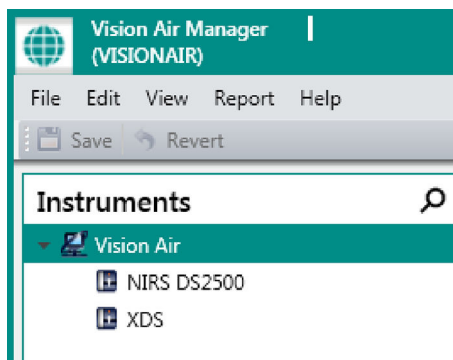 Vision Air Manager
(VISIONAIR)
File Edit View Report Help
Save Revert
Instruments
Vision Air
NIRS DS2500
XDS